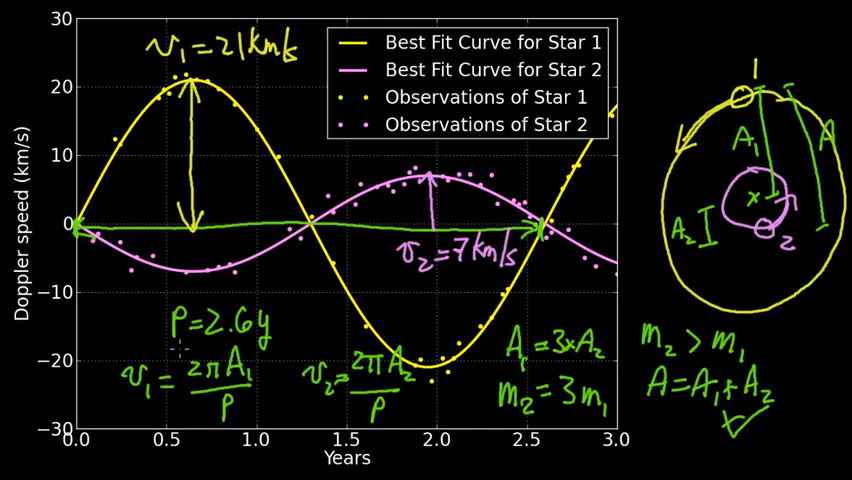 30
20
10
0
−10
−20
−30
0.0 0.5 1.0 1.5 2.0 2.5 3.0
Years
Doppler speed (km/s)
Best Fit Curve for Star 1
Best Fit Curve for Star 2
Observations of Star 1
Observations of Star 2
v₁ = 21 km/s
v₂ = 7 km/s
P = 2.6 y
v₁ = 2πA₁/P
v₂ = 2πA₂/P
A₁ = 3×A₂
m₂ = 3m₁
1
A₁
A
x
A₂
2
m₂ > m₁
A = A₁ + A₂